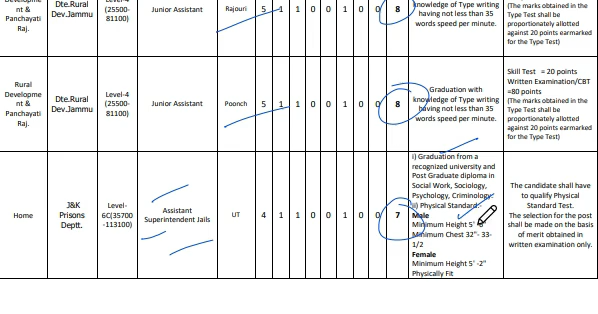 Developme
nt &
Panchayati
Raj.
Dte.Rural
Dev.Jammu
(25500-
81100)
Junior Assistant
Rajouri
5 1 1 0 0 1 0 0 8
knowledge of Type writing
having not less than 35
words speed per minute.
(The marks obtained in the
Type Test shall be
proportionately allotted
against 20 points earmarked
for the Type Test)
Rural
Developme
nt &
Panchayati
Raj.
Dte.Rural
Dev.Jammu
Level-4
(25500-
81100)
Junior Assistant
Poonch
5 1 1 0 0 1 0 0 8
Graduation with
knowledge of Type writing
having not less than 35
words speed per minute.
Skill Test = 20 points
Written Examination/CBT
=80 points
(The marks obtained in the
Type Test shall be
proportionately allotted
against 20 points earmarked
for the Type Test)
Home
J&K
Prisons
Deptt.
Level-
6C(35700
-113100)
Assistant
Superintendent Jails
UT
4 1 1 0 0 1 0 0 7
i) Graduation from a
recognized university and
Post Graduate diploma in
Social Work, Sociology,
Psychology, Criminology.
ii) Physical Standard:-
Male
Minimum Height 5'
Minimum Chest 32"- 33-
1/2
Female
Minimum Height 5' -2"
Physically Fit
The candidate shall have
to qualify Physical
Standard Test.
The selection for the post
shall be made on the basis
of merit obtained in
written examination only.